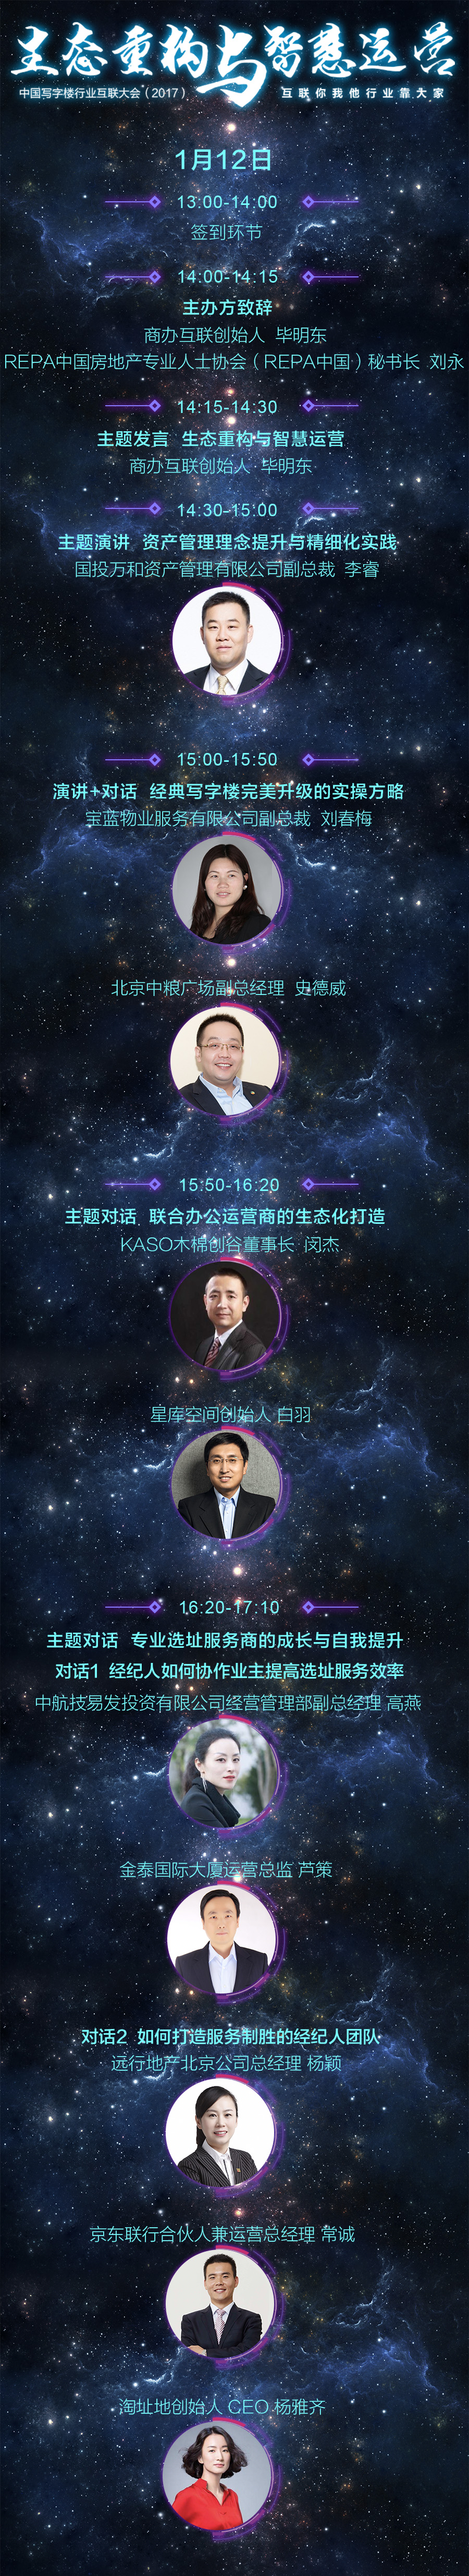 生态重构与智慧运营
中国写字楼行业互联大会（2017） 互联你我他行业靠大家
1月12日
13:00-14:00
签到环节
14:00-14:15
主办方致辞
商办互联创始人 毕明东
REPA中国房地产专业人士协会（REPA中国）秘书长 刘永
14:15-14:30
主题发言 生态重构与智慧运营
商办互联创始人 毕明东
14:30-15:00
主题演讲 资产管理理念提升与精细化实践
国投万和资产管理有限公司副总裁 李睿
15:00-15:50
演讲+对话 经典写字楼完美升级的实操方略
宝蓝物业服务有限公司副总裁 刘春梅
北京中粮广场副总经理 史德威
15:50-16:20
主题对话 联合办公运营商的生态化打造
KASO木棉创谷董事长 闵杰
星库空间创始人 白羽
16:20-17:10
主题对话 专业选址服务商的成长与自我提升
对话1 经纪人如何协作业主提高选址服务效率
中航技易发投资有限公司经营管理部副总经理 高燕
金泰国际大厦运营总监 芦策
对话2 如何打造服务制胜的经纪人团队
远行地产北京公司总经理 杨颖
京东联行合伙人兼运营总经理 常诚
淘址地创始人 CEO 杨雅齐